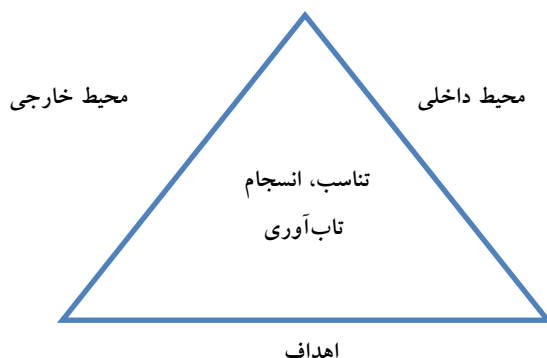 محیط داخلی
محیط خارجی
تناسب، انسجام
تاب‌آوری
اهداف